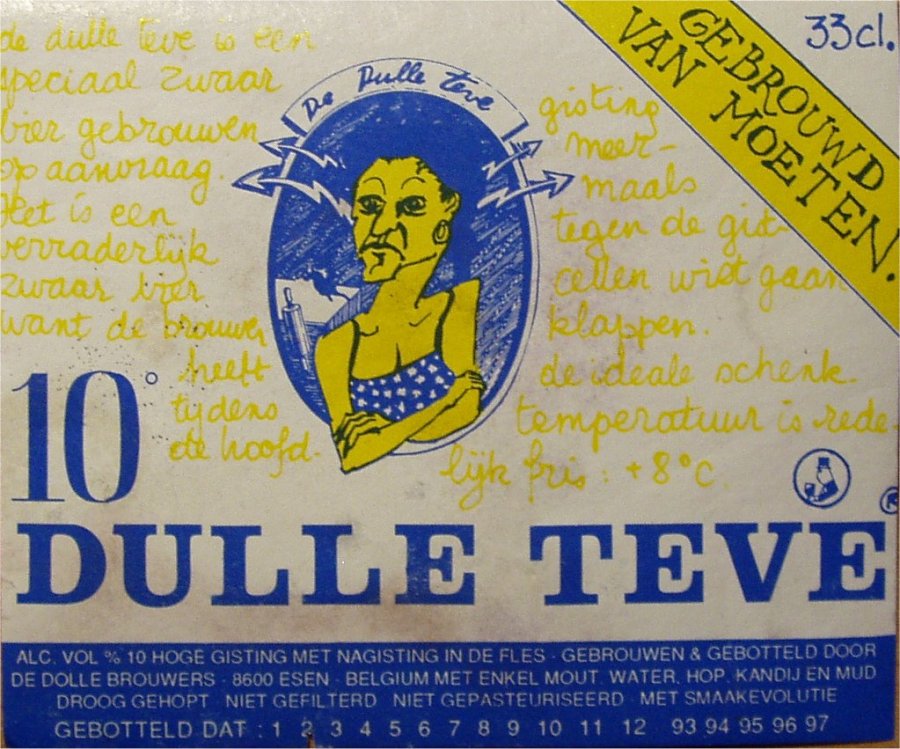 33cl.
GEBROUWD
VAN MOETEN.
De Dulle Teve
de dulle teve is een
speciaal zwaar
bier gebrouwen
op aanvraag.
Het is een
verraderlijk
zwaar bier
want de brouwer
heeft
tijdens
de hoofd.
gisting
meer-
maals
tegen de gist
cellen wist gaan
klappen.
de ideale schenk.
temperatuur is rede-
lijk fris : +8°C.
10°
®
DULLE TEVE
ALC. VOL % 10 HOGE GISTING MET NAGISTING IN DE FLES · GEBROUWEN & GEBOTTELD DOOR
DE DOLLE BROUWERS · 8600 ESEN · BELGIUM MET ENKEL MOUT, WATER, HOP, KANDIJ EN MUD
DROOG GEHOPT NIET GEFILTERD NIET GEPASTEURISEERD · MET SMAAKEVOLUTIE
GEBOTTELD DAT : 1 2 3 4 5 6 7 8 9 10 11 12 93 94 95 96 97